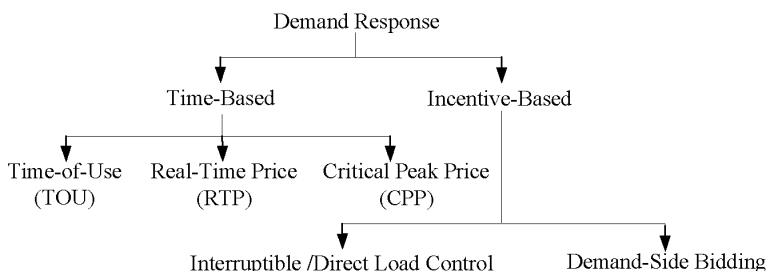 Demand Response
Time-Based
Incentive-Based
Time-of-Use
(TOU)
Real-Time Price
(RTP)
Critical Peak Price
(CPP)
Interruptible /Direct Load Control
Demand-Side Bidding